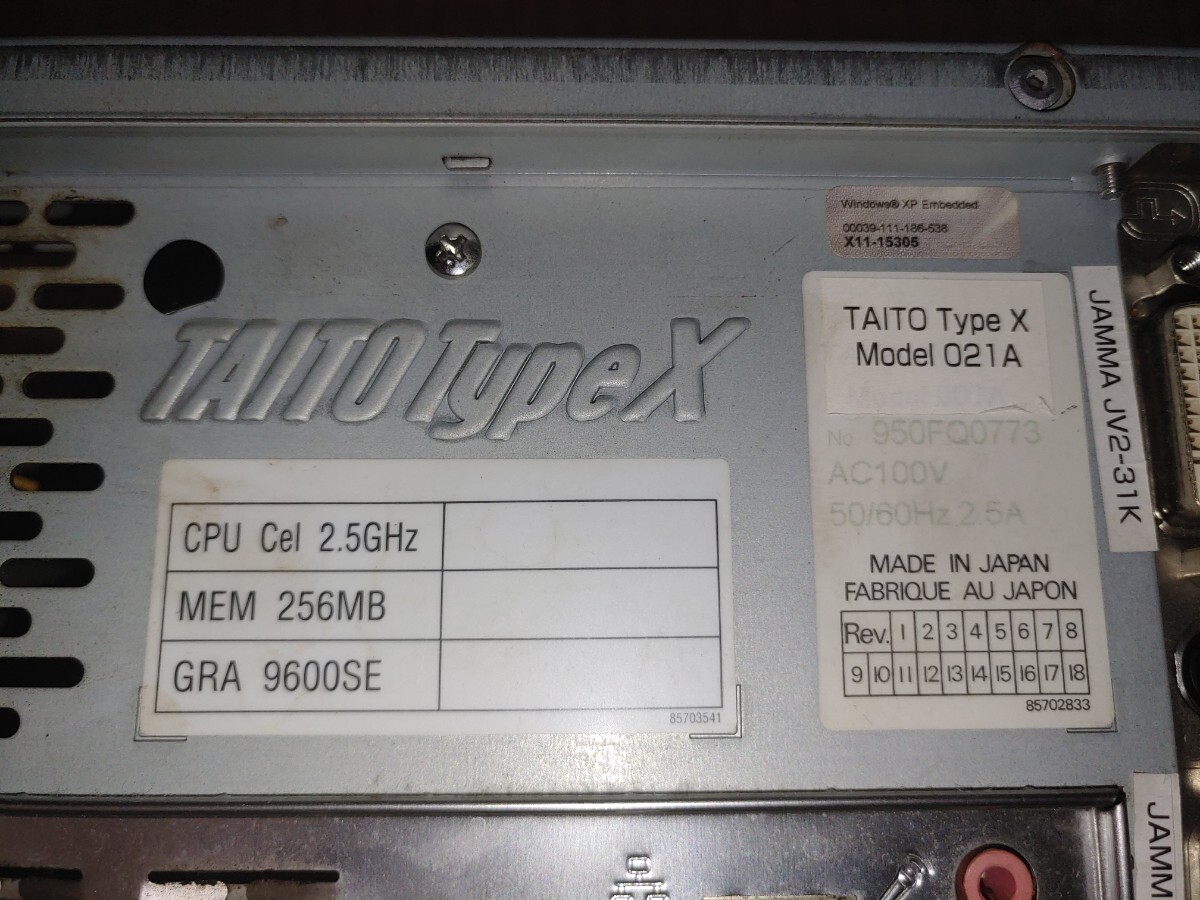 Windows® XP Embedded
00039-111-186-538
X11-15305
TAITO Type X
TAITO Type X
Model 021A
No 950FQ0773
AC100V
50/60Hz 2.5A
MADE IN JAPAN
FABRIQUE AU JAPON
Rev. 1 2 3 4 5 6 7 8
9 10 11 12 13 14 15 16 17 18
85702833
JAMMA JV2-31K
CPU Cel 2.5GHz
MEM 256MB
GRA 9600SE
85703541
JAMM